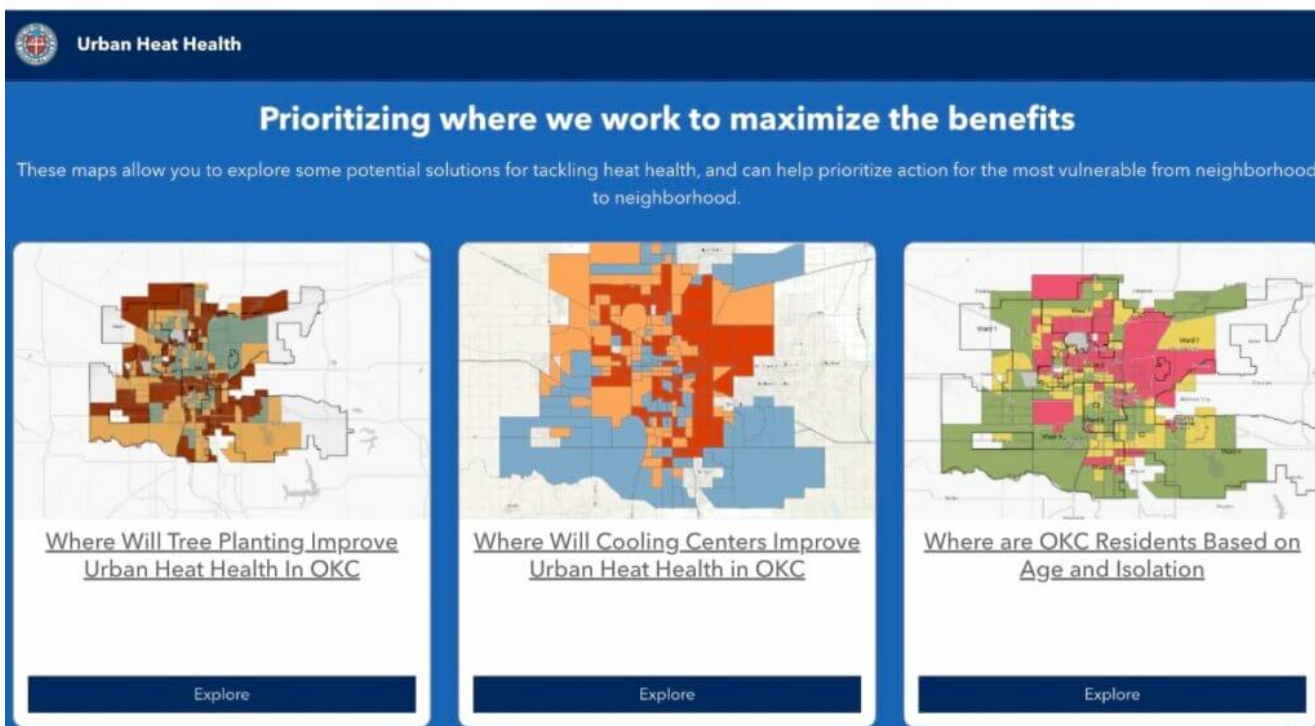 Urban Heat Health
Prioritizing where we work to maximize the benefits
These maps allow you to explore some potential solutions for tackling heat health, and can help prioritize action for the most vulnerable from neighborhood
to neighborhood.
Where Will Tree Planting Improve
Urban Heat Health In OKC
Where Will Cooling Centers Improve
Urban Heat Health in OKC
Where are OKC Residents Based on
Age and Isolation
Explore
Explore
Explore